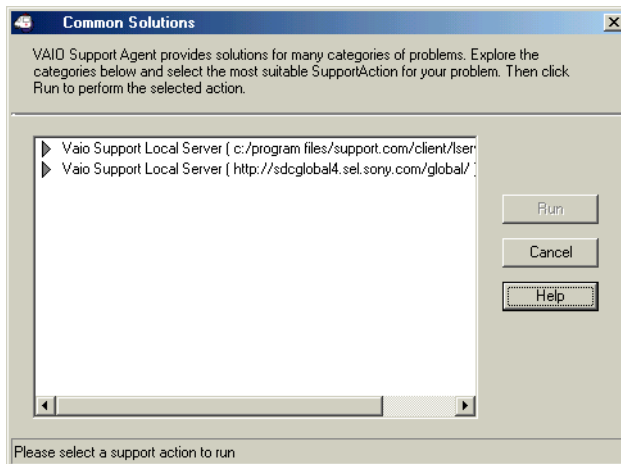 Common Solutions
VAIO Support Agent provides solutions for many categories of problems. Explore the
categories below and select the most suitable SupportAction for your problem. Then click
Run to perform the selected action.
Vaio Support Local Server ( c:/program files/support.com/client/lser
Vaio Support Local Server ( http://sdcglobal4.sel.sony.com/global/ )
Run
Cancel
Help
Please select a support action to run